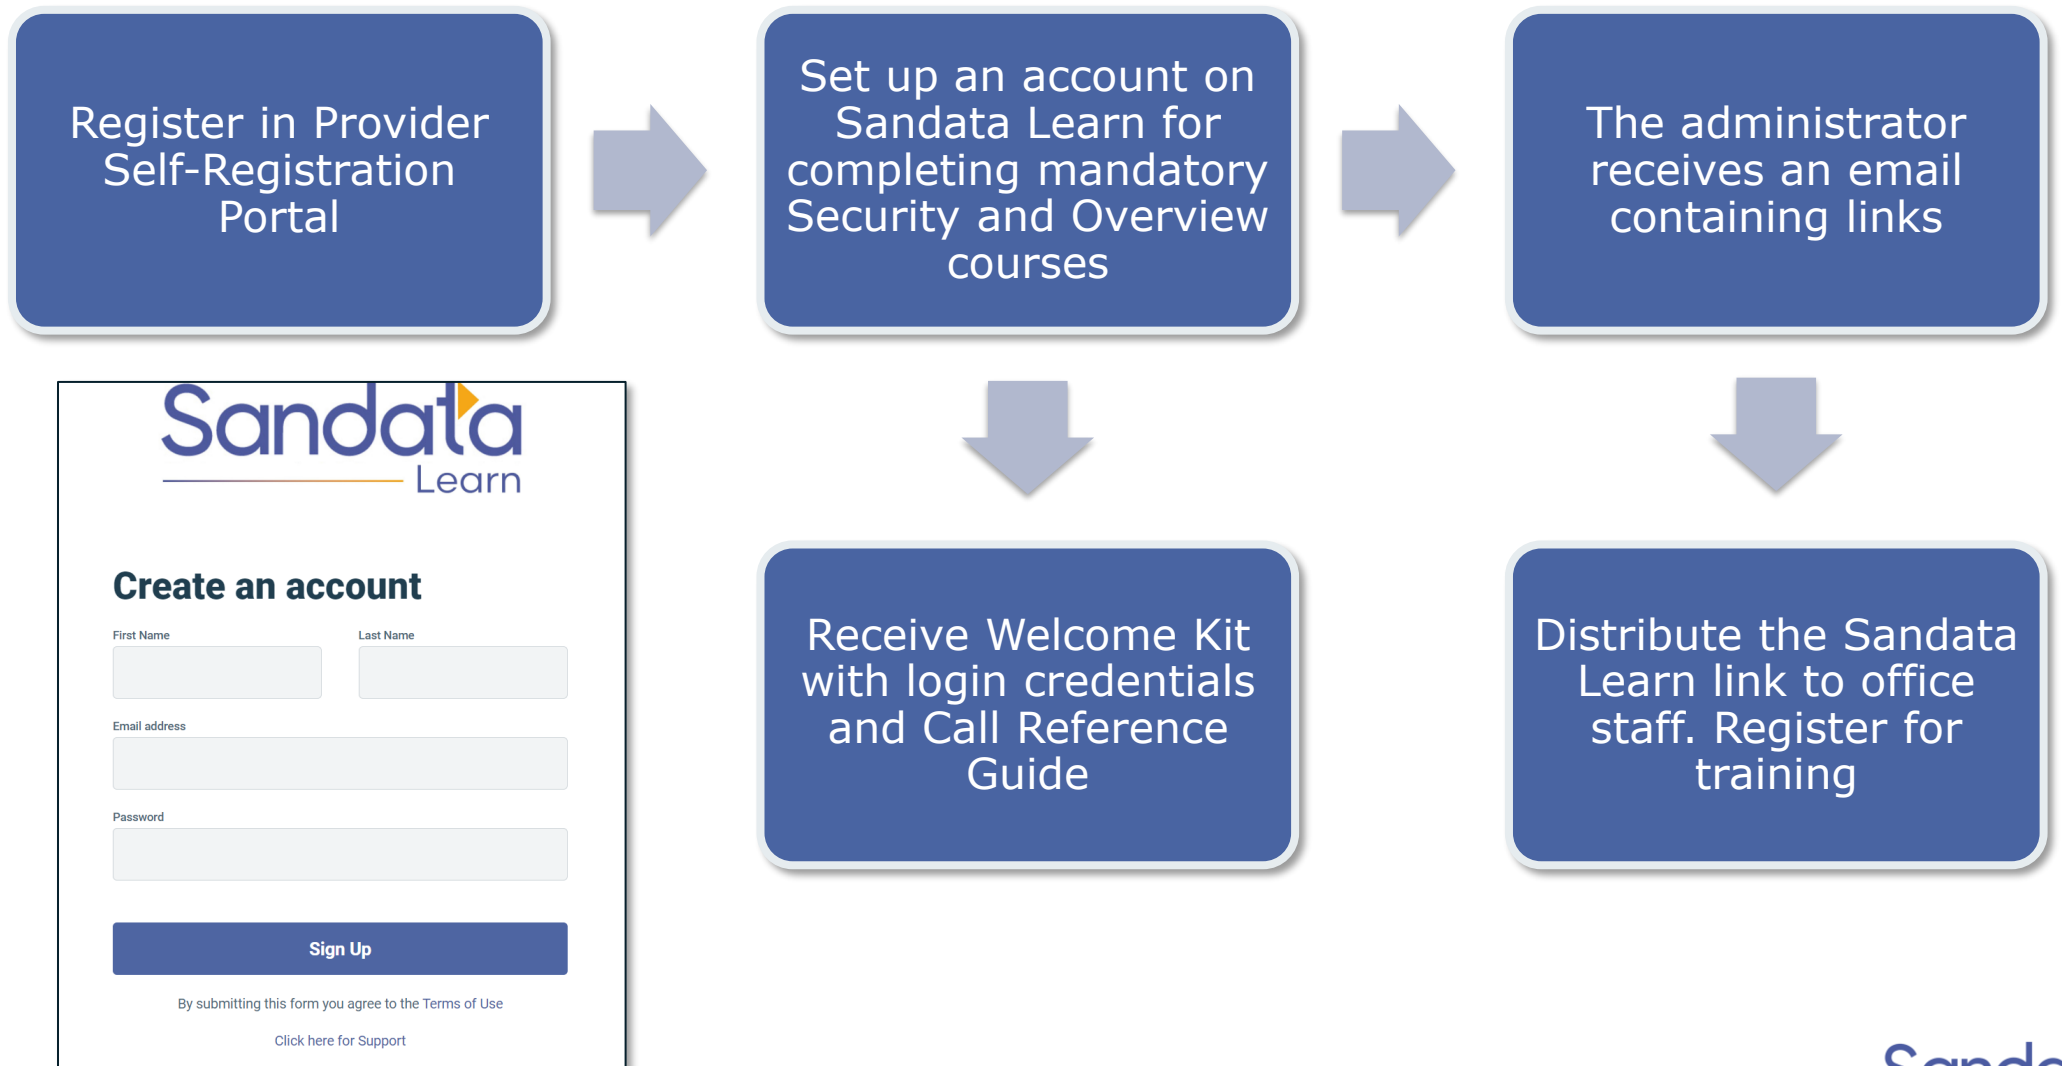 Register in Provider
Self-Registration
Portal
Set up an account on
Sandata Learn for
completing mandatory
Security and Overview
courses
The administrator
receives an email
containing links
Sandata
Learn
Create an account
First Name
Last Name
Email address
Password
Sign Up
By submitting this form you agree to the Terms of Use
Click here for Support
Receive Welcome Kit
with login credentials
and Call Reference
Guide
Distribute the Sandata
Learn link to office
staff. Register for
training